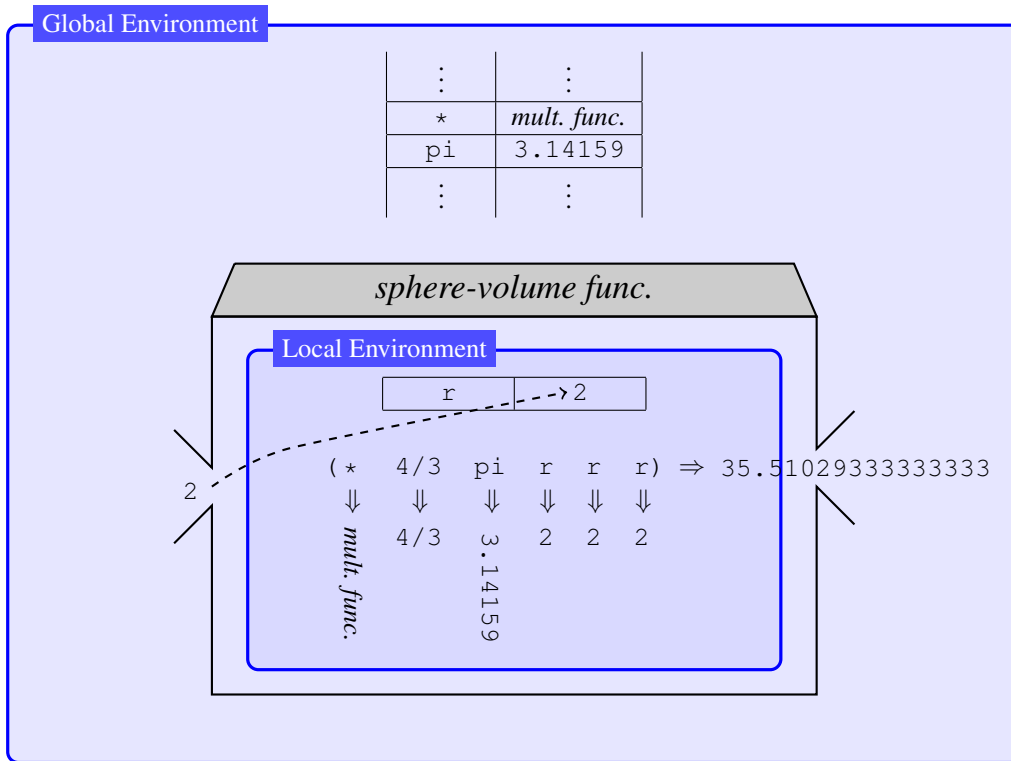 Global Environment
⋮ ⋮
* mult. func.
pi 3.14159
⋮ ⋮
sphere-volume func.
Local Environment
r 2
2
(* 4/3 pi r r r) ⇒ 35.51029333333333
⇓ ⇓ ⇓ ⇓ ⇓ ⇓
mult. func. 4/3 3.14159 2 2 2